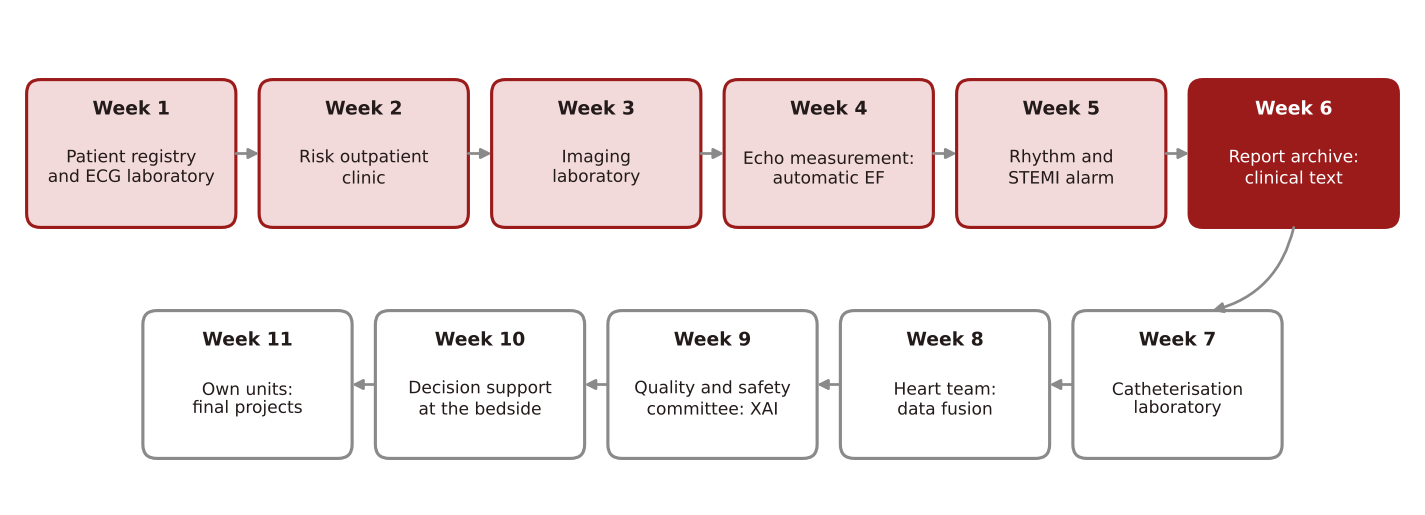 Week 1
Patient registry
and ECG laboratory
Week 2
Risk outpatient
clinic
Week 3
Imaging
laboratory
Week 4
Echo measurement:
automatic EF
Week 5
Rhythm and
STEMI alarm
Week 6
Report archive:
clinical text
Week 11
Own units:
final projects
Week 10
Decision support
at the bedside
Week 9
Quality and safety
committee: XAI
Week 8
Heart team:
data fusion
Week 7
Catheterisation
laboratory